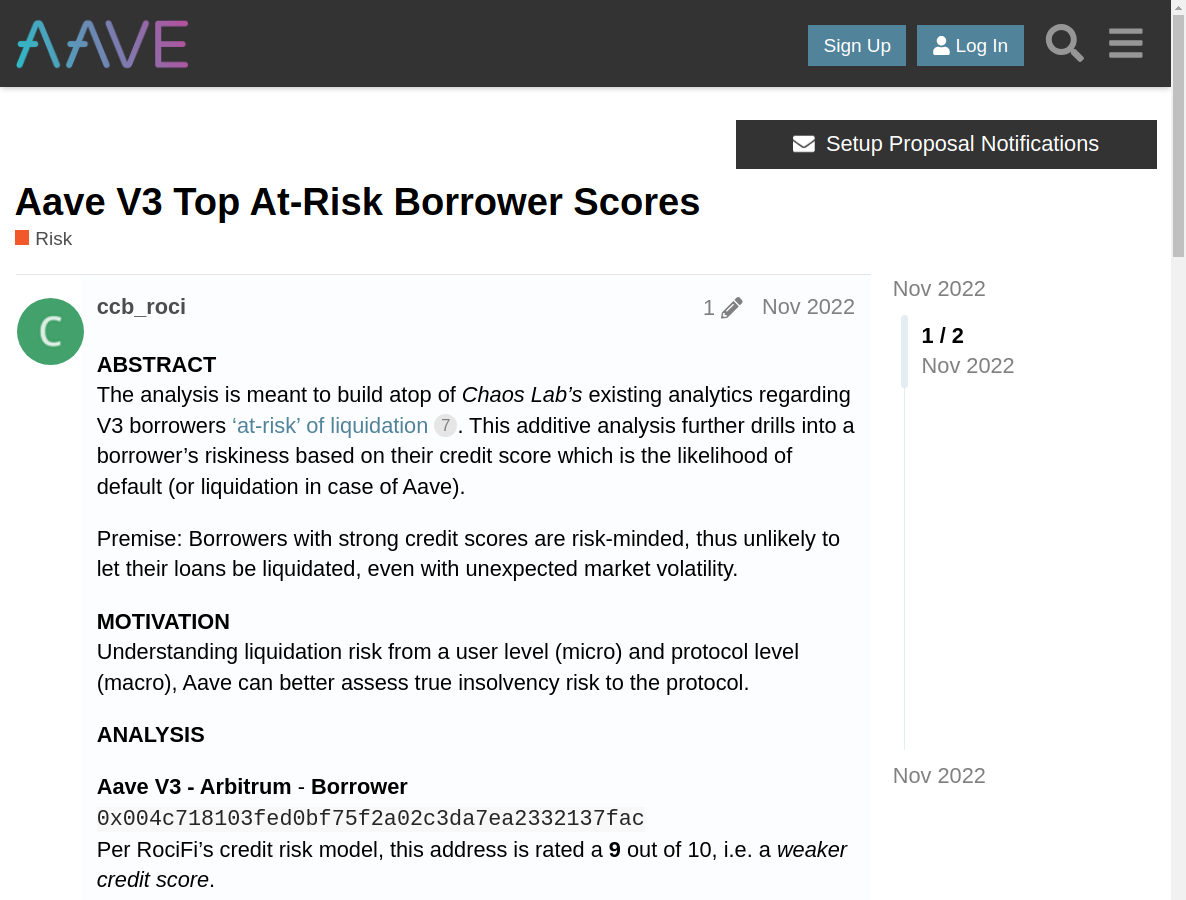 AAVE
Sign Up
Log In
Setup Proposal Notifications
Aave V3 Top At-Risk Borrower Scores
Risk
C
ccb_roci
1
Nov 2022
ABSTRACT
The analysis is meant to build atop of Chaos Lab’s existing analytics regarding
V3 borrowers ‘at-risk’ of liquidation 7. This additive analysis further drills into a
borrower’s riskiness based on their credit score which is the likelihood of
default (or liquidation in case of Aave).
Premise: Borrowers with strong credit scores are risk-minded, thus unlikely to
let their loans be liquidated, even with unexpected market volatility.
MOTIVATION
Understanding liquidation risk from a user level (micro) and protocol level
(macro), Aave can better assess true insolvency risk to the protocol.
ANALYSIS
Aave V3 - Arbitrum - Borrower
0x004c718103fed0bf75f2a02c3da7ea2332137fac
Per RociFi’s credit risk model, this address is rated a 9 out of 10, i.e. a weaker
credit score.
Nov 2022
1 / 2
Nov 2022
Nov 2022